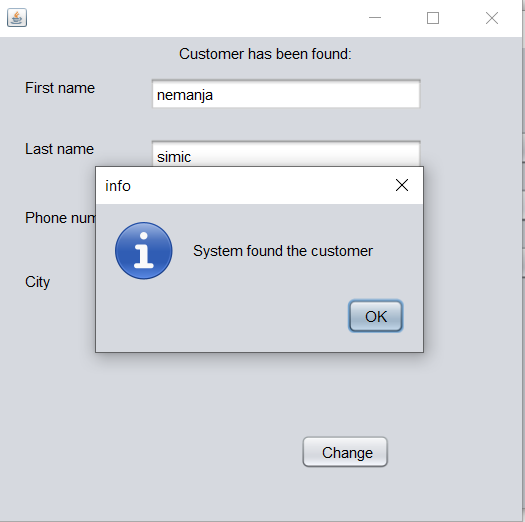 Customer has been found:
First name
nemanja
Last name
simic
info
Phone num
System found the customer
City
OK
Change